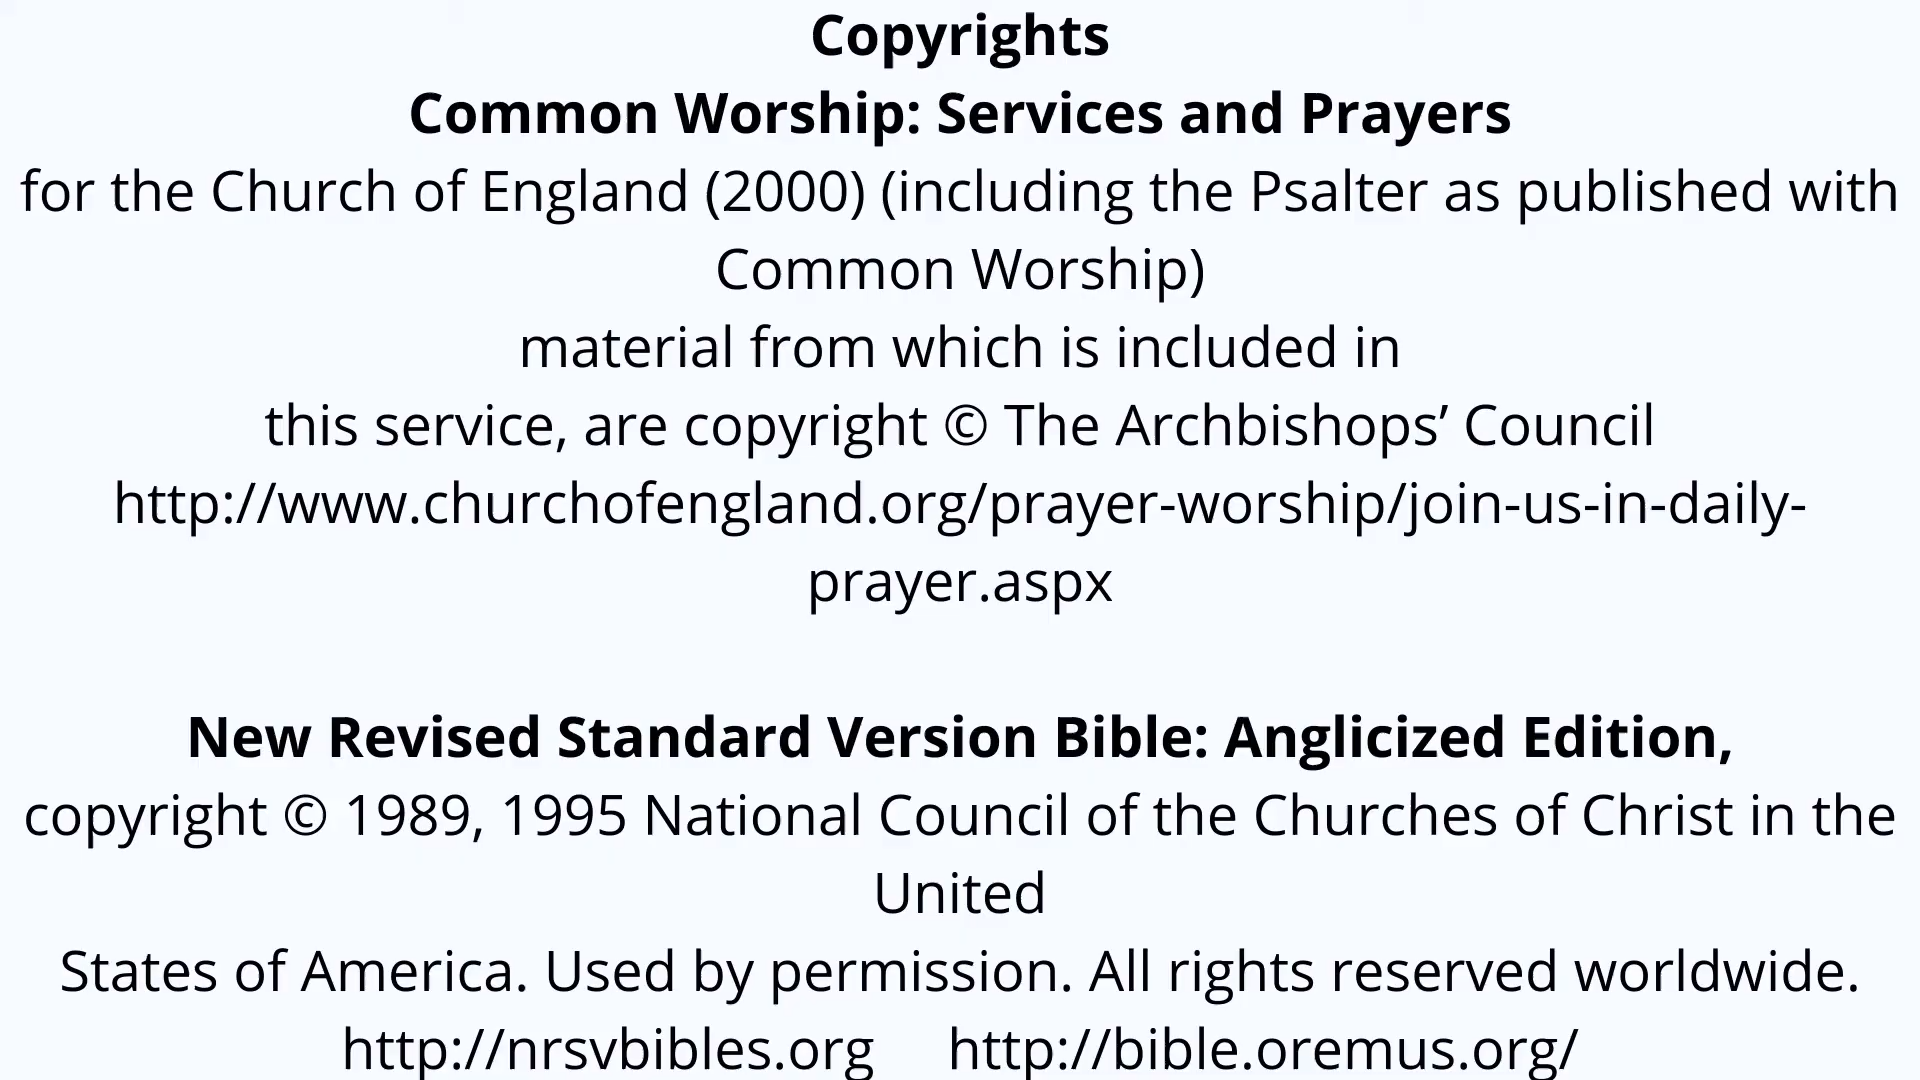 Copyrights
Common Worship: Services and Prayers
for the Church of England (2000) (including the Psalter as published with
Common Worship)
material from which is included in
this service, are copyright © The Archbishops’ Council
http://www.churchofengland.org/prayer-worship/join-us-in-daily-
prayer.aspx
New Revised Standard Version Bible: Anglicized Edition,
copyright © 1989, 1995 National Council of the Churches of Christ in the
United
States of America. Used by permission. All rights reserved worldwide.
http://nrsvbibles.org http://bible.oremus.org/